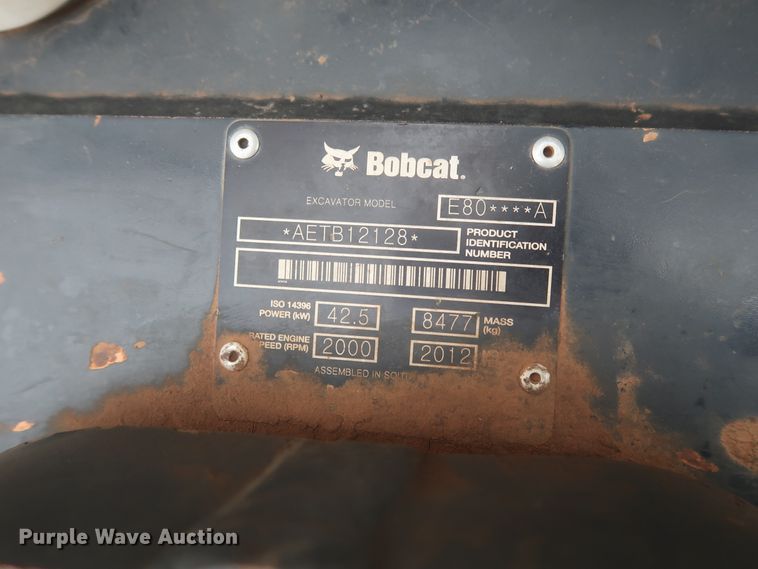 Bobcat®
EXCAVATOR MODEL E80****A
*AETB12128* PRODUCT IDENTIFICATION NUMBER
ISO 14396 POWER (kW) 42.5 8477 MASS (kg)
RATED ENGINE SPEED (RPM) 2000 2012
ASSEMBLED IN
Purple Wave Auction